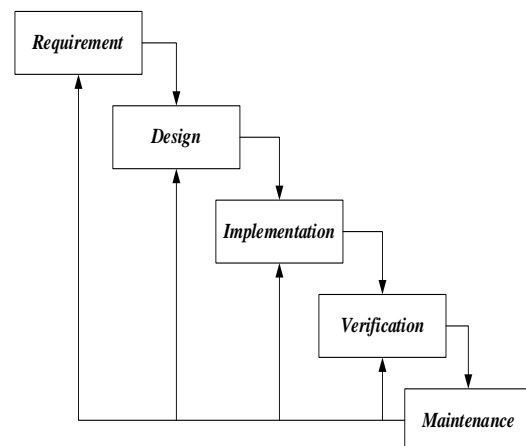 Requirement
Design
Implementation
Verification
Maintenance